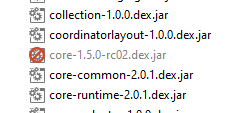 collection-1.0.0.dex.jar
coordinatorlayout-1.0.0.dex.jar
core-1.5.0-rc02.dex.jar
core-common-2.0.1.dex.jar
core-runtime-2.0.1.dex.jar